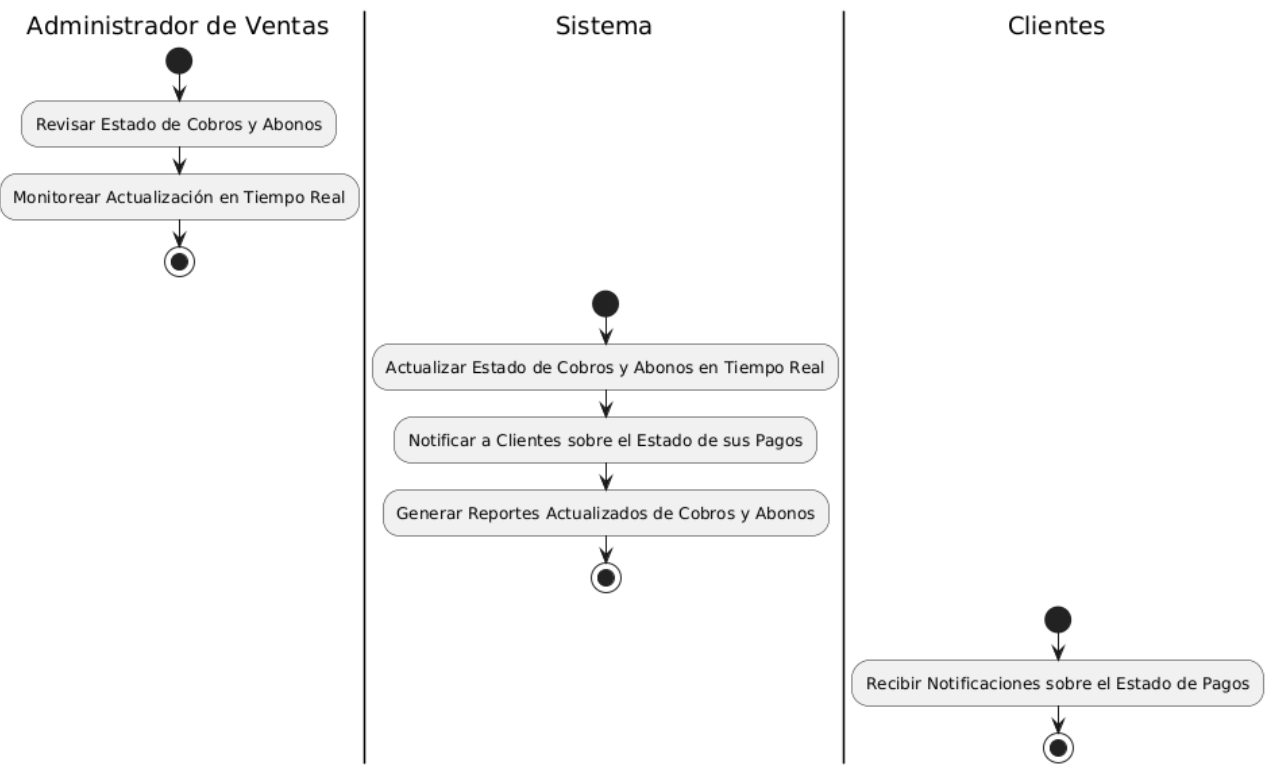 Administrador de Ventas
Sistema
Clientes
Revisar Estado de Cobros y Abonos
Monitorear Actualización en Tiempo Real
Actualizar Estado de Cobros y Abonos en Tiempo Real
Notificar a Clientes sobre el Estado de sus Pagos
Generar Reportes Actualizados de Cobros y Abonos
Recibir Notificaciones sobre el Estado de Pagos